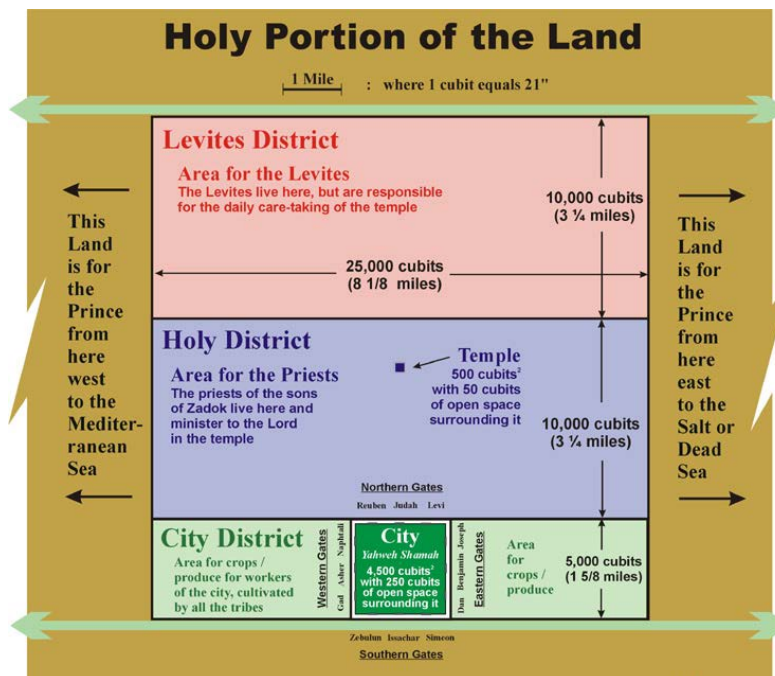 Holy Portion of the Land
1 Mile : where 1 cubit equals 21"
Levites District
Area for the Levites
The Levites live here, but are responsible
for the daily care-taking of the temple
10,000 cubits
(3 ¼ miles)
25,000 cubits
(8 1/8 miles)
This
Land
is for
the
Prince
from
here
west
to the
Mediter-
ranean
Sea
This
Land
is for
the
Prince
from
here
east
to the
Salt or
Dead
Sea
Holy District
Area for the Priests
The priests of the sons
of Zadok live here and
minister to the Lord
in the temple
Temple
500 cubits²
with 50 cubits
of open space
surrounding it
10,000 cubits
(3 ¼ miles)
Northern Gates
Reuben Judah Levi
City District
Area for crops /
produce for workers
of the city, cultivated
by all the tribes
Western Gates
Gad Asher Naphtali
City
Yahweh Shamah
4,500 cubits²
with 250 cubits
of open space
surrounding it
Dan Benjamin Joseph
Eastern Gates
Area
for
crops /
produce
5,000 cubits
(1 5/8 miles)
Zebulun Issachar Simeon
Southern Gates